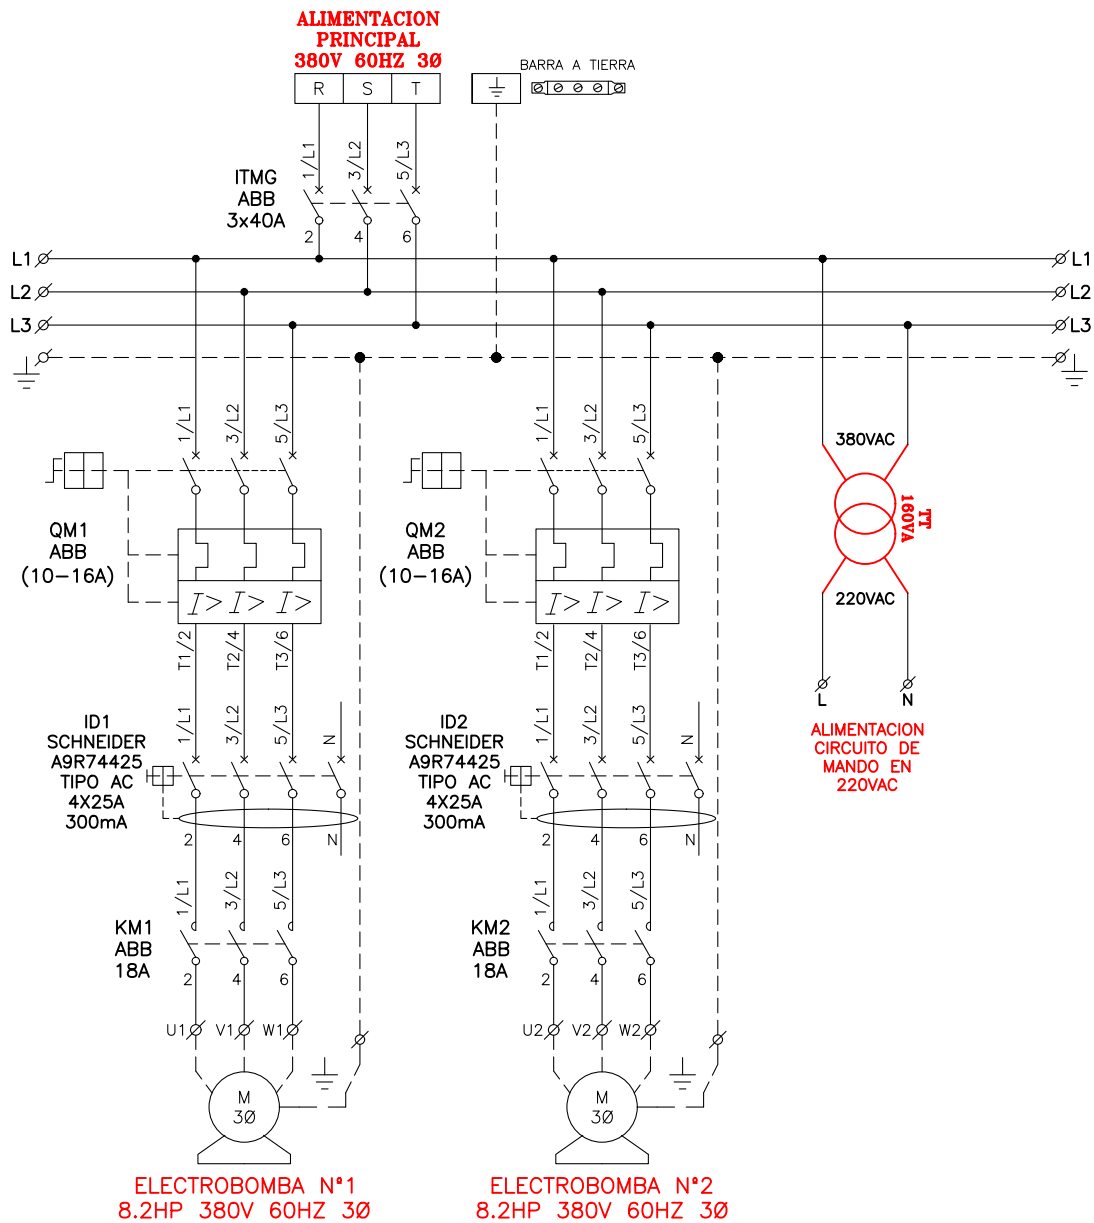 ALIMENTACION
PRINCIPAL
380V 60HZ 3Ø
R S T
BARRA A TIERRA
1/L1 3/L2 5/L3
ITMG
ABB
3x40A
2 4 6
L1 L1
L2 L2
L3 L3
1/L1 3/L2 5/L3
1/L1 3/L2 5/L3
QM1
ABB
(10-16A)
I> I> I>
T1/2 T2/4 T3/6
QM2
ABB
(10-16A)
I> I> I>
T1/2 T2/4 T3/6
380VAC
TT
160VA
220VAC
L N
ALIMENTACION
CIRCUITO DE
MANDO EN
220VAC
1/L1 3/L2 5/L3 N
ID1
SCHNEIDER
A9R74425
TIPO AC
4X25A
300mA
2 4 6 N
1/L1 3/L2 5/L3 N
ID2
SCHNEIDER
A9R74425
TIPO AC
4X25A
300mA
2 4 6 N
1/L1 3/L2 5/L3
KM1
ABB
18A
2 4 6
U1 V1 W1
M
3Ø
1/L1 3/L2 5/L3
KM2
ABB
18A
2 4 6
U2 V2 W2
M
3Ø
ELECTROBOMBA N°1
8.2HP 380V 60HZ 3Ø
ELECTROBOMBA N°2
8.2HP 380V 60HZ 3Ø